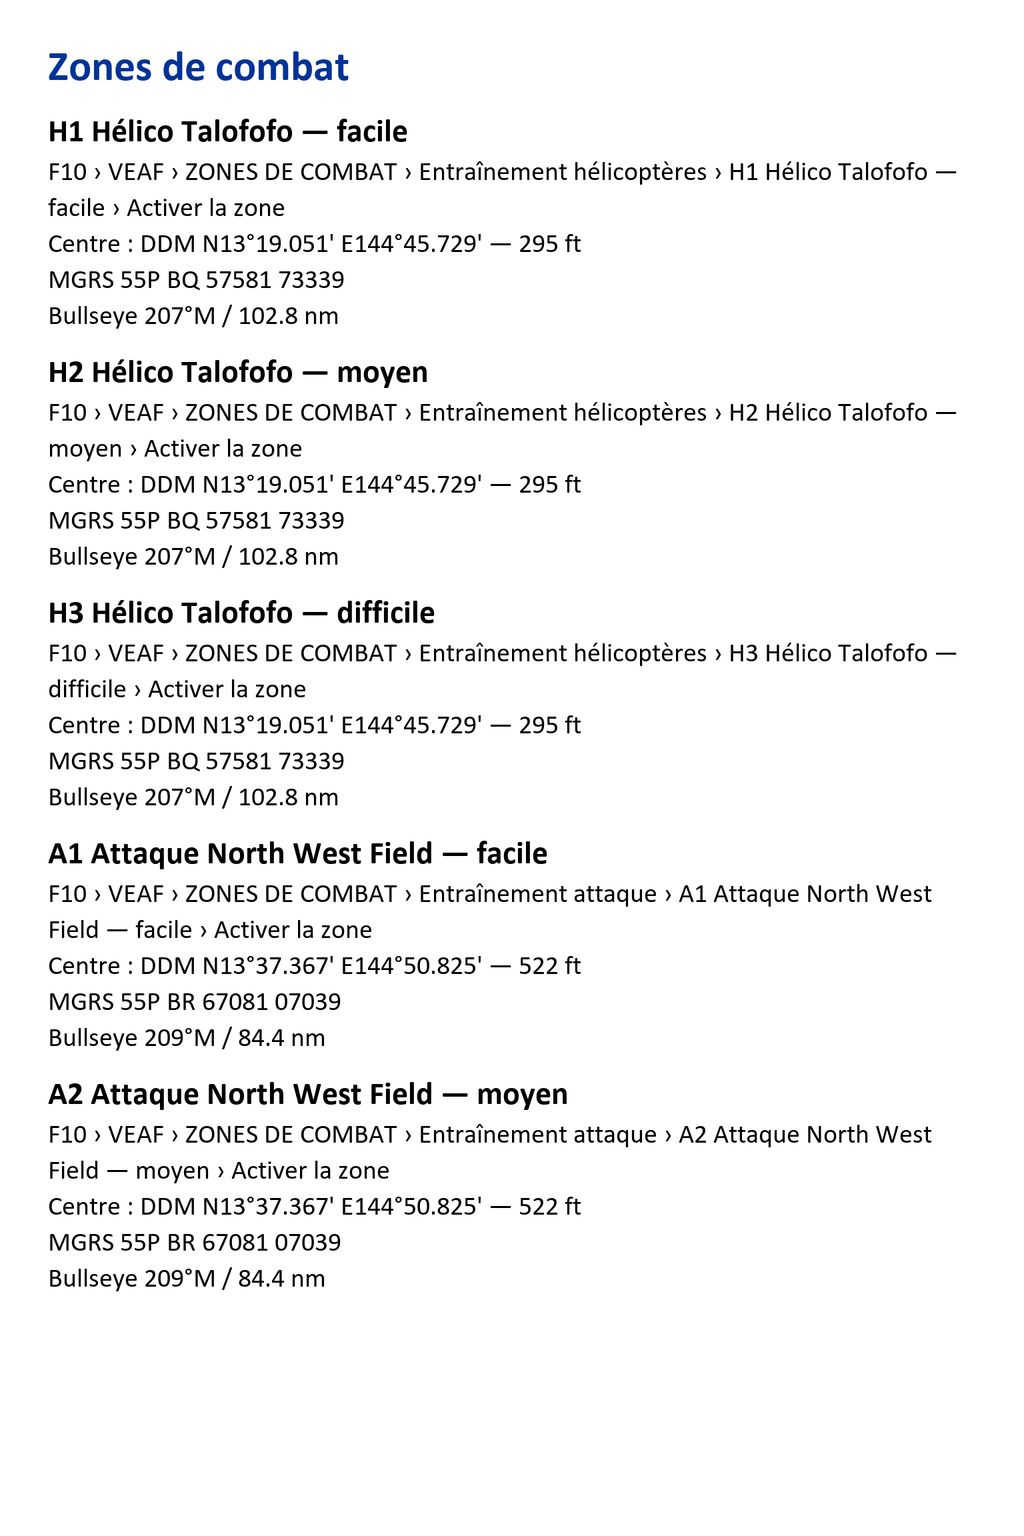 Zones de combat
H1 Hélico Talofofo — facile
F10 › VEAF › ZONES DE COMBAT › Entraînement hélicoptères › H1 Hélico Talofofo —
facile › Activer la zone
Centre : DDM N13°19.051' E144°45.729' — 295 ft
MGRS 55P BQ 57581 73339
Bullseye 207°M / 102.8 nm
H2 Hélico Talofofo — moyen
F10 › VEAF › ZONES DE COMBAT › Entraînement hélicoptères › H2 Hélico Talofofo —
moyen › Activer la zone
Centre : DDM N13°19.051' E144°45.729' — 295 ft
MGRS 55P BQ 57581 73339
Bullseye 207°M / 102.8 nm
H3 Hélico Talofofo — difficile
F10 › VEAF › ZONES DE COMBAT › Entraînement hélicoptères › H3 Hélico Talofofo —
difficile › Activer la zone
Centre : DDM N13°19.051' E144°45.729' — 295 ft
MGRS 55P BQ 57581 73339
Bullseye 207°M / 102.8 nm
A1 Attaque North West Field — facile
F10 › VEAF › ZONES DE COMBAT › Entraînement attaque › A1 Attaque North West
Field — facile › Activer la zone
Centre : DDM N13°37.367' E144°50.825' — 522 ft
MGRS 55P BR 67081 07039
Bullseye 209°M / 84.4 nm
A2 Attaque North West Field — moyen
F10 › VEAF › ZONES DE COMBAT › Entraînement attaque › A2 Attaque North West
Field — moyen › Activer la zone
Centre : DDM N13°37.367' E144°50.825' — 522 ft
MGRS 55P BR 67081 07039
Bullseye 209°M / 84.4 nm